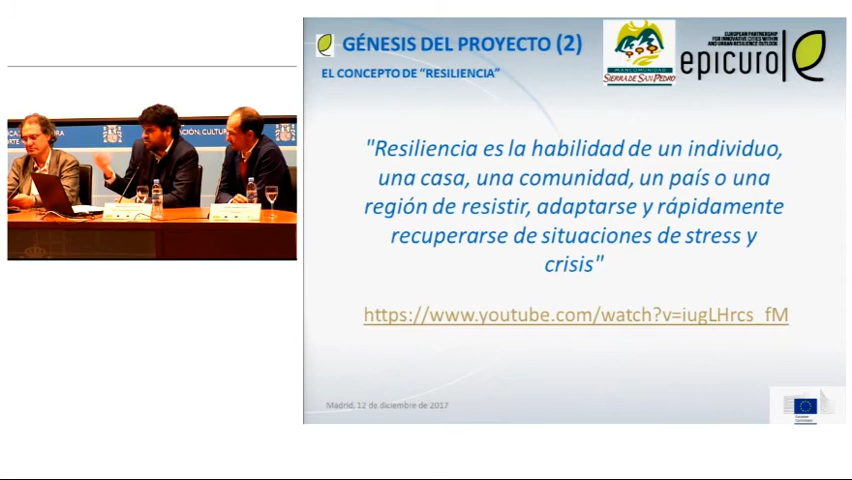 GÉNESIS DEL PROYECTO (2)
EL CONCEPTO DE “RESILIENCIA”
MANCOMUNIDAD
SIERRA DE SAN PEDRO
EUROPEAN PARTNERSHIP
FOR INNOVATIVE CITIES WITHIN
AND URBAN RESILIENCE OUTLOOK
epicuro
"Resiliencia es la habilidad de un individuo,
una casa, una comunidad, un país o una
región de resistir, adaptarse y rápidamente
recuperarse de situaciones de stress y
crisis"
https://www.youtube.com/watch?v=iugLHrcs_fM
Madrid, 12 de diciembre de 2017
European
Commission